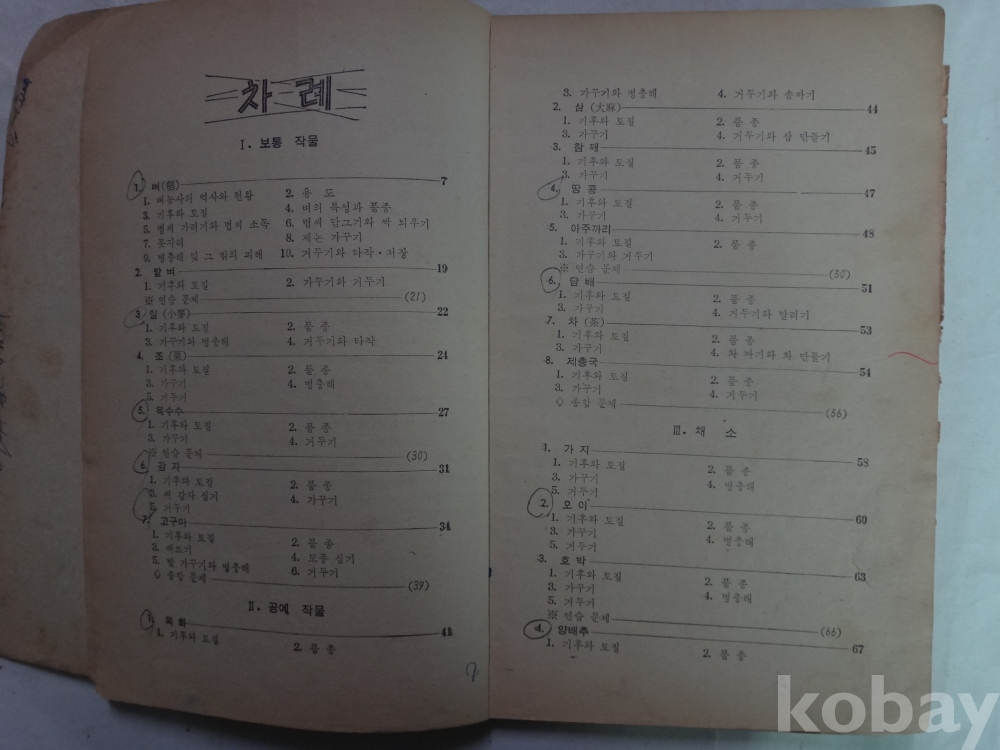 차례
I. 보통 작물
1. 벼(稻) 7
1. 벼농사의 역사와 현황 2. 용 도
3. 기후와 토질 4. 벼의 특성과 품종
5. 볍씨 가리기와 볍씨 소독 6. 볍씨 담그기와 싹 틔우기
7. 못자리 8. 제논 가꾸기
9. 병충해 및 그 밖의 피해 10. 거두기와 타작·저장
2. 밭 벼 19
1. 기후와 토질 2. 가꾸기와 거두기
※ 연습 문제 (21)
3. 밀 (小麥) 22
1. 기후와 토질 2. 품 종
3. 가꾸기와 병충해 4. 거두기와 타작
4. 조 (粟) 24
1. 기후와 토질 2. 품 종
3. 가꾸기 4. 병충해
5. 거두기
5. 옥수수 27
1. 기후와 토질 2. 품 종
3. 가꾸기 4. 거두기
※ 연습 문제 (30)
6. 감 자 31
1. 기후와 토질 2. 품 종
3. 씨 감자 심기 4. 가꾸기
5. 거두기
7. 고구마 34
1. 기후와 토질 2. 품 종
3. 싹트기 4. 모종 심기
5. 밭 가꾸기와 병충해 6. 거두기
◇ 종합 문제 (39)
II. 공예 작물
1. 목 화 41
1. 기후와 토질 2. 품 종
3. 가꾸기와 병충해 4. 거두기와 솜타기
2. 삼 (大麻) 44
1. 기후와 토질 2. 품 종
3. 가꾸기 4. 거두기와 삼 만들기
3. 참 깨 45
1. 기후와 토질 2. 품 종
3. 가꾸기 4. 거두기
4. 땅 콩 47
1. 기후와 토질 2. 품 종
3. 가꾸기 4. 거두기
5. 아주까리 48
1. 기후와 토질 2. 품 종
3. 가꾸기와 거두기
※ 연습 문제 (50)
6. 담 배 51
1. 기후와 토질 2. 품 종
3. 가꾸기 4. 거두기와 말리기
7. 차 (茶) 53
1. 기후와 토질 2. 품 종
3. 가꾸기 4. 차 따기와 차 만들기
8. 제충국 54
1. 기후와 토질 2. 품 종
3. 가꾸기 4. 거두기
◇ 종합 문제 (56)
III. 채 소
1. 가 지 58
1. 기후와 토질 2. 품 종
3. 가꾸기 4. 병충해
5. 거두기
2. 오 이 60
1. 기후와 토질 2. 품 종
3. 가꾸기 4. 병충해
5. 거두기
3. 호 박 63
1. 기후와 토질 2. 품 종
3. 가꾸기 4. 병충해
5. 거두기
※ 연습 문제 (66)
4. 양배추 67
1. 기후와 토질 2. 품 종
kobay